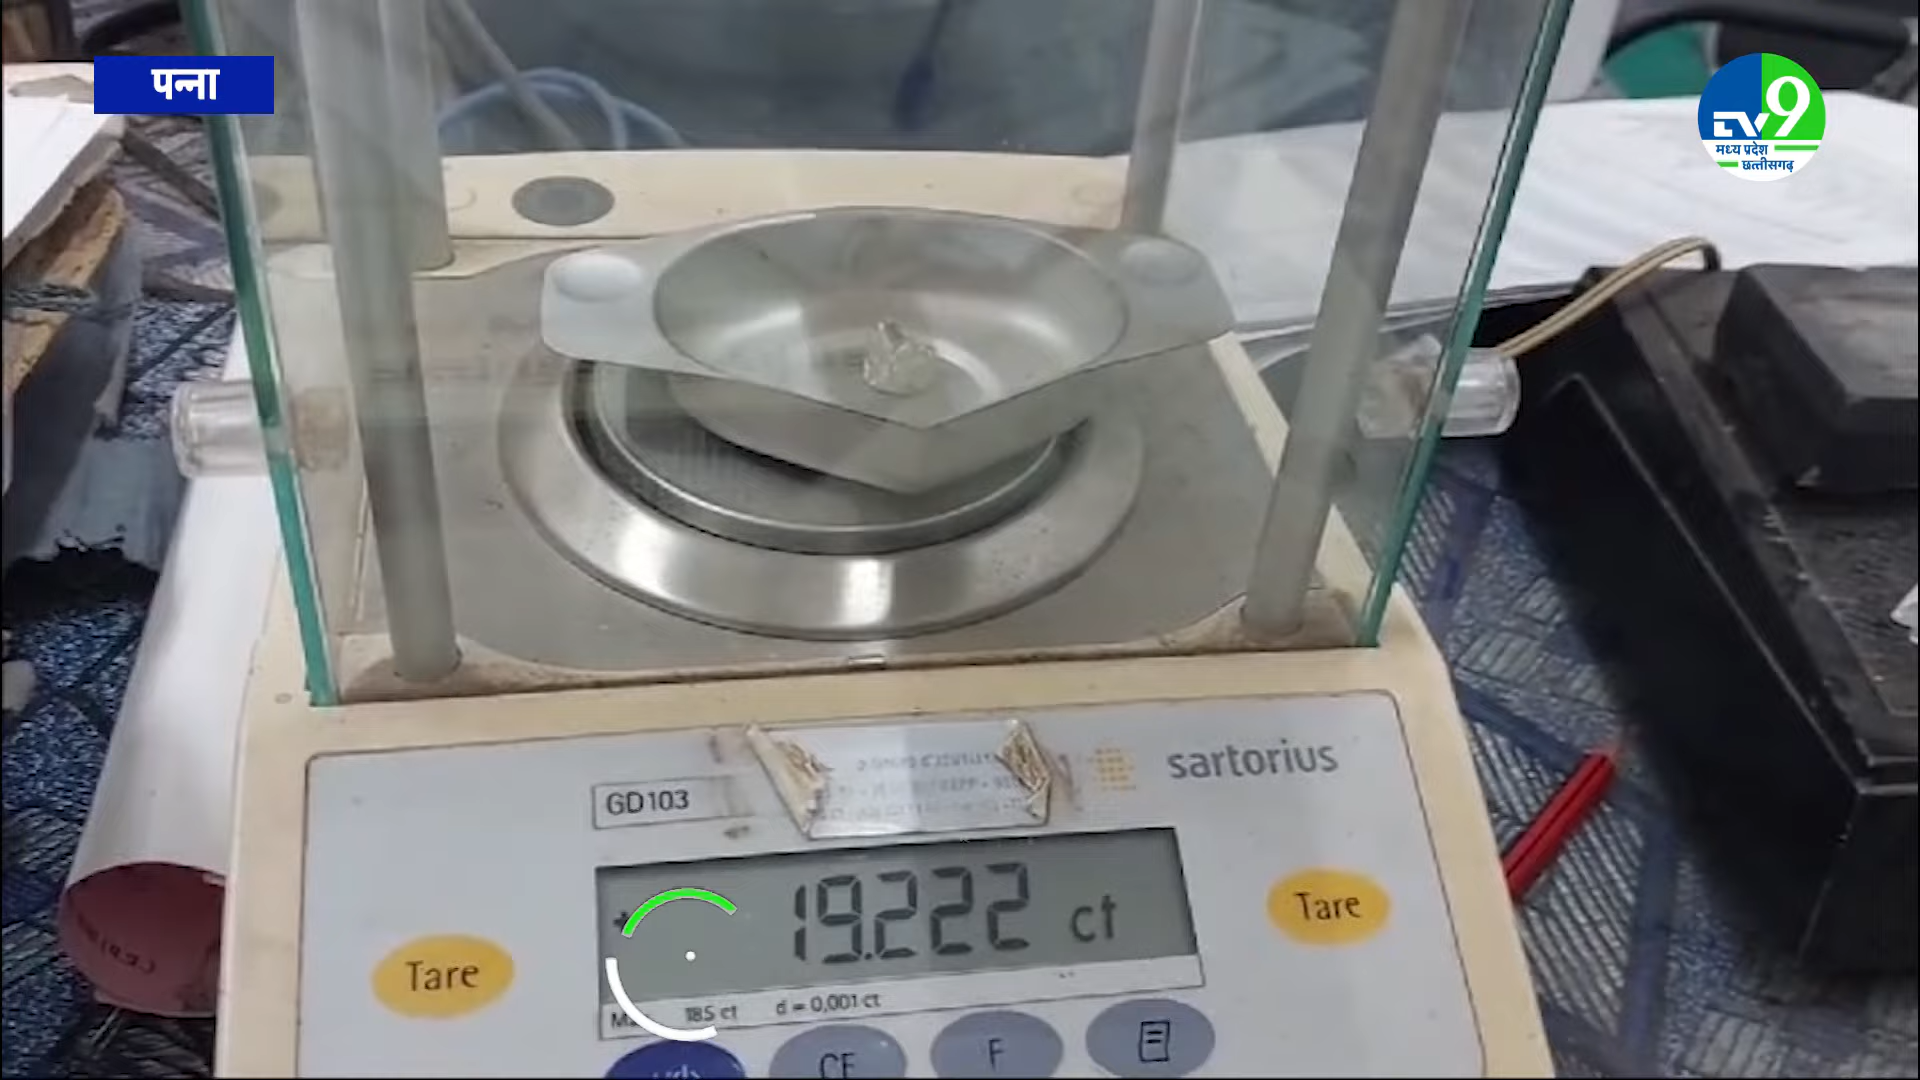 पन्ना
TV9
मध्य प्रदेश
छत्तीसगढ़
sartorius
GD103
19.222 ct
Tare
Tare
185 ct d = 0,001 ct
CF
F